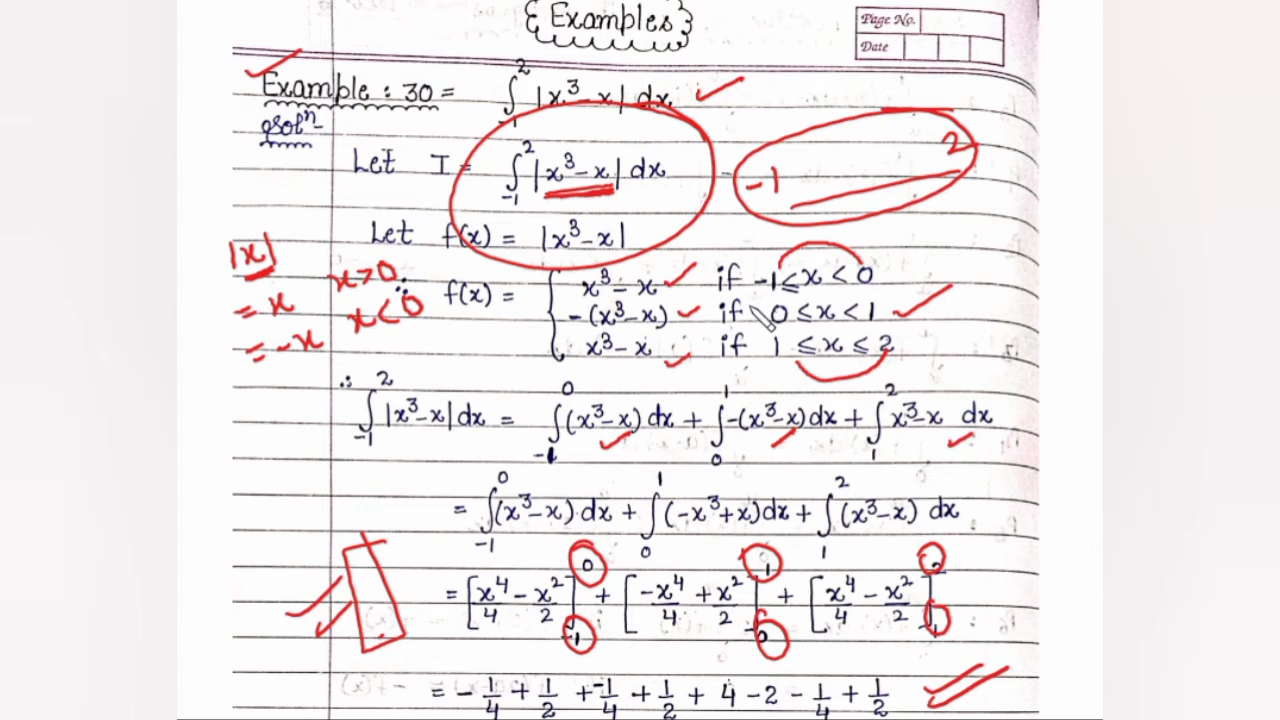 Examples
Page No.
Date
Example : 30 = ∫₋₁² |x³ - x| dx
Solⁿ
Let I = ∫₋₁² |x³ - x| dx
-1 2
Let f(x) = |x³ - x|
|x|
= x x > 0
= -x x < 0
∴ f(x) = { x³ - x if -1 ≤ x < 0
-(x³ - x) if 0 ≤ x < 1
x³ - x if 1 ≤ x ≤ 2
∴ ∫₋₁² |x³ - x| dx = ∫₋₁⁰ (x³ - x) dx + ∫₀¹ -(x³ - x) dx + ∫₁² x³ - x dx
= ∫₋₁⁰ (x³ - x) dx + ∫₀¹ (-x³ + x) dx + ∫₁² (x³ - x) dx
= [x⁴/4 - x²/2]₋₁⁰ + [-x⁴/4 + x²/2]₀¹ + [x⁴/4 - x²/2]₁²
= -1/4 + 1/2 + -1/4 + 1/2 + 4 - 2 - 1/4 + 1/2